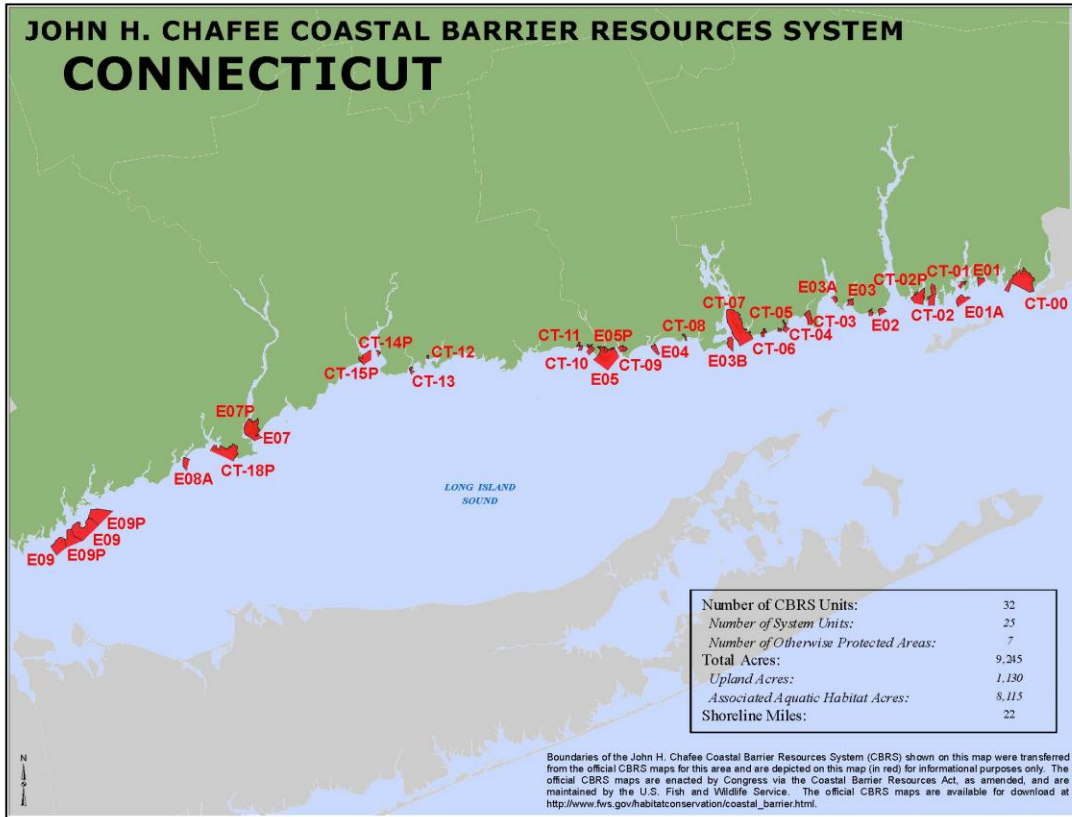 JOHN H. CHAFEE COASTAL BARRIER RESOURCES SYSTEM
CONNECTICUT
CT-01
E01
CT-02P
E03A
E03
CT-00
CT-07
CT-05
CT-02
E01A
CT-03
E02
CT-08
CT-04
CT-06
CT-11
E05P
E03B
CT-14P
CT-12
E04
CT-10
CT-09
CT-15P
CT-13
E05
E07P
E07
CT-18P
E08A
LONG ISLAND
SOUND
E09P
E09
E09P
E09
Number of CBRS Units: 32
Number of System Units: 25
Number of Otherwise Protected Areas: 7
Total Acres: 9,245
Upland Acres: 1,130
Associated Aquatic Habitat Acres: 8,115
Shoreline Miles: 22
N
Boundaries of the John H. Chafee Coastal Barrier Resources System (CBRS) shown on this map were transferred
from the official CBRS maps for this area and are depicted on this map (in red) for informational purposes only. The
official CBRS maps are enacted by Congress via the Coastal Barrier Resources Act, as amended, and are
maintained by the U.S. Fish and Wildlife Service. The official CBRS maps are available for download at
http://www.fws.gov/habitatconservation/coastal_barrier.html.